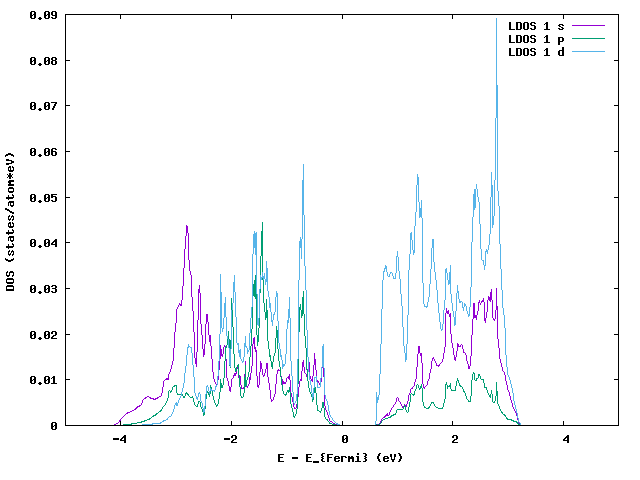 0.09
0.08
0.07
0.06
0.05
0.04
0.03
0.02
0.01
0
DOS (states/atom*eV)
LDOS 1 s
LDOS 1 p
LDOS 1 d
-4 -2 0 2 4
E - E_{Fermi} (eV)